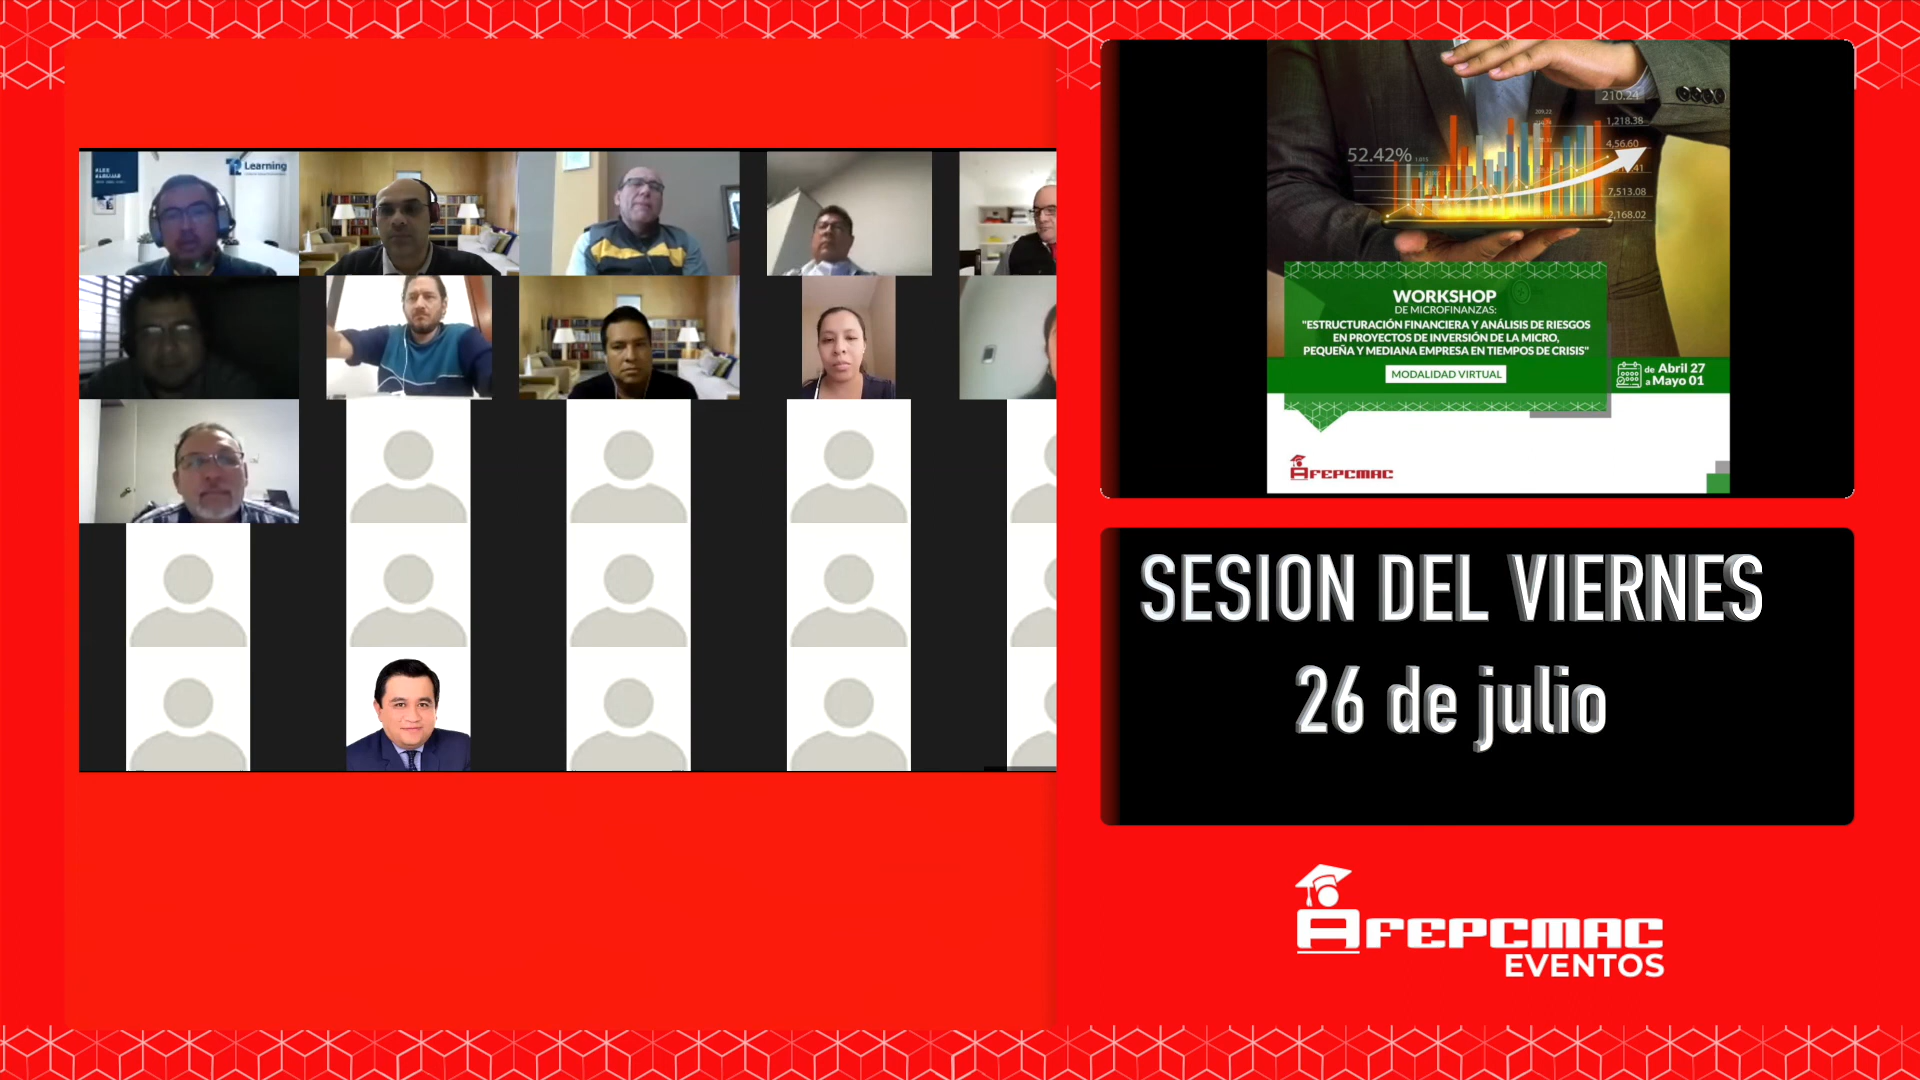 Learning
52.42%
210.24
1,218.38
4,56.60
7,513.08
2,168.02
WORKSHOP
DE MICROFINANZAS:
"ESTRUCTURACIÓN FINANCIERA Y ANÁLISIS DE RIESGOS
EN PROYECTOS DE INVERSIÓN DE LA MICRO,
PEQUEÑA Y MEDIANA EMPRESA EN TIEMPOS DE CRISIS"
MODALIDAD VIRTUAL
de Abril 27
a Mayo 01
AFEPCMAC
SESION DEL VIERNES
26 de julio
AFEPCMAC
EVENTOS